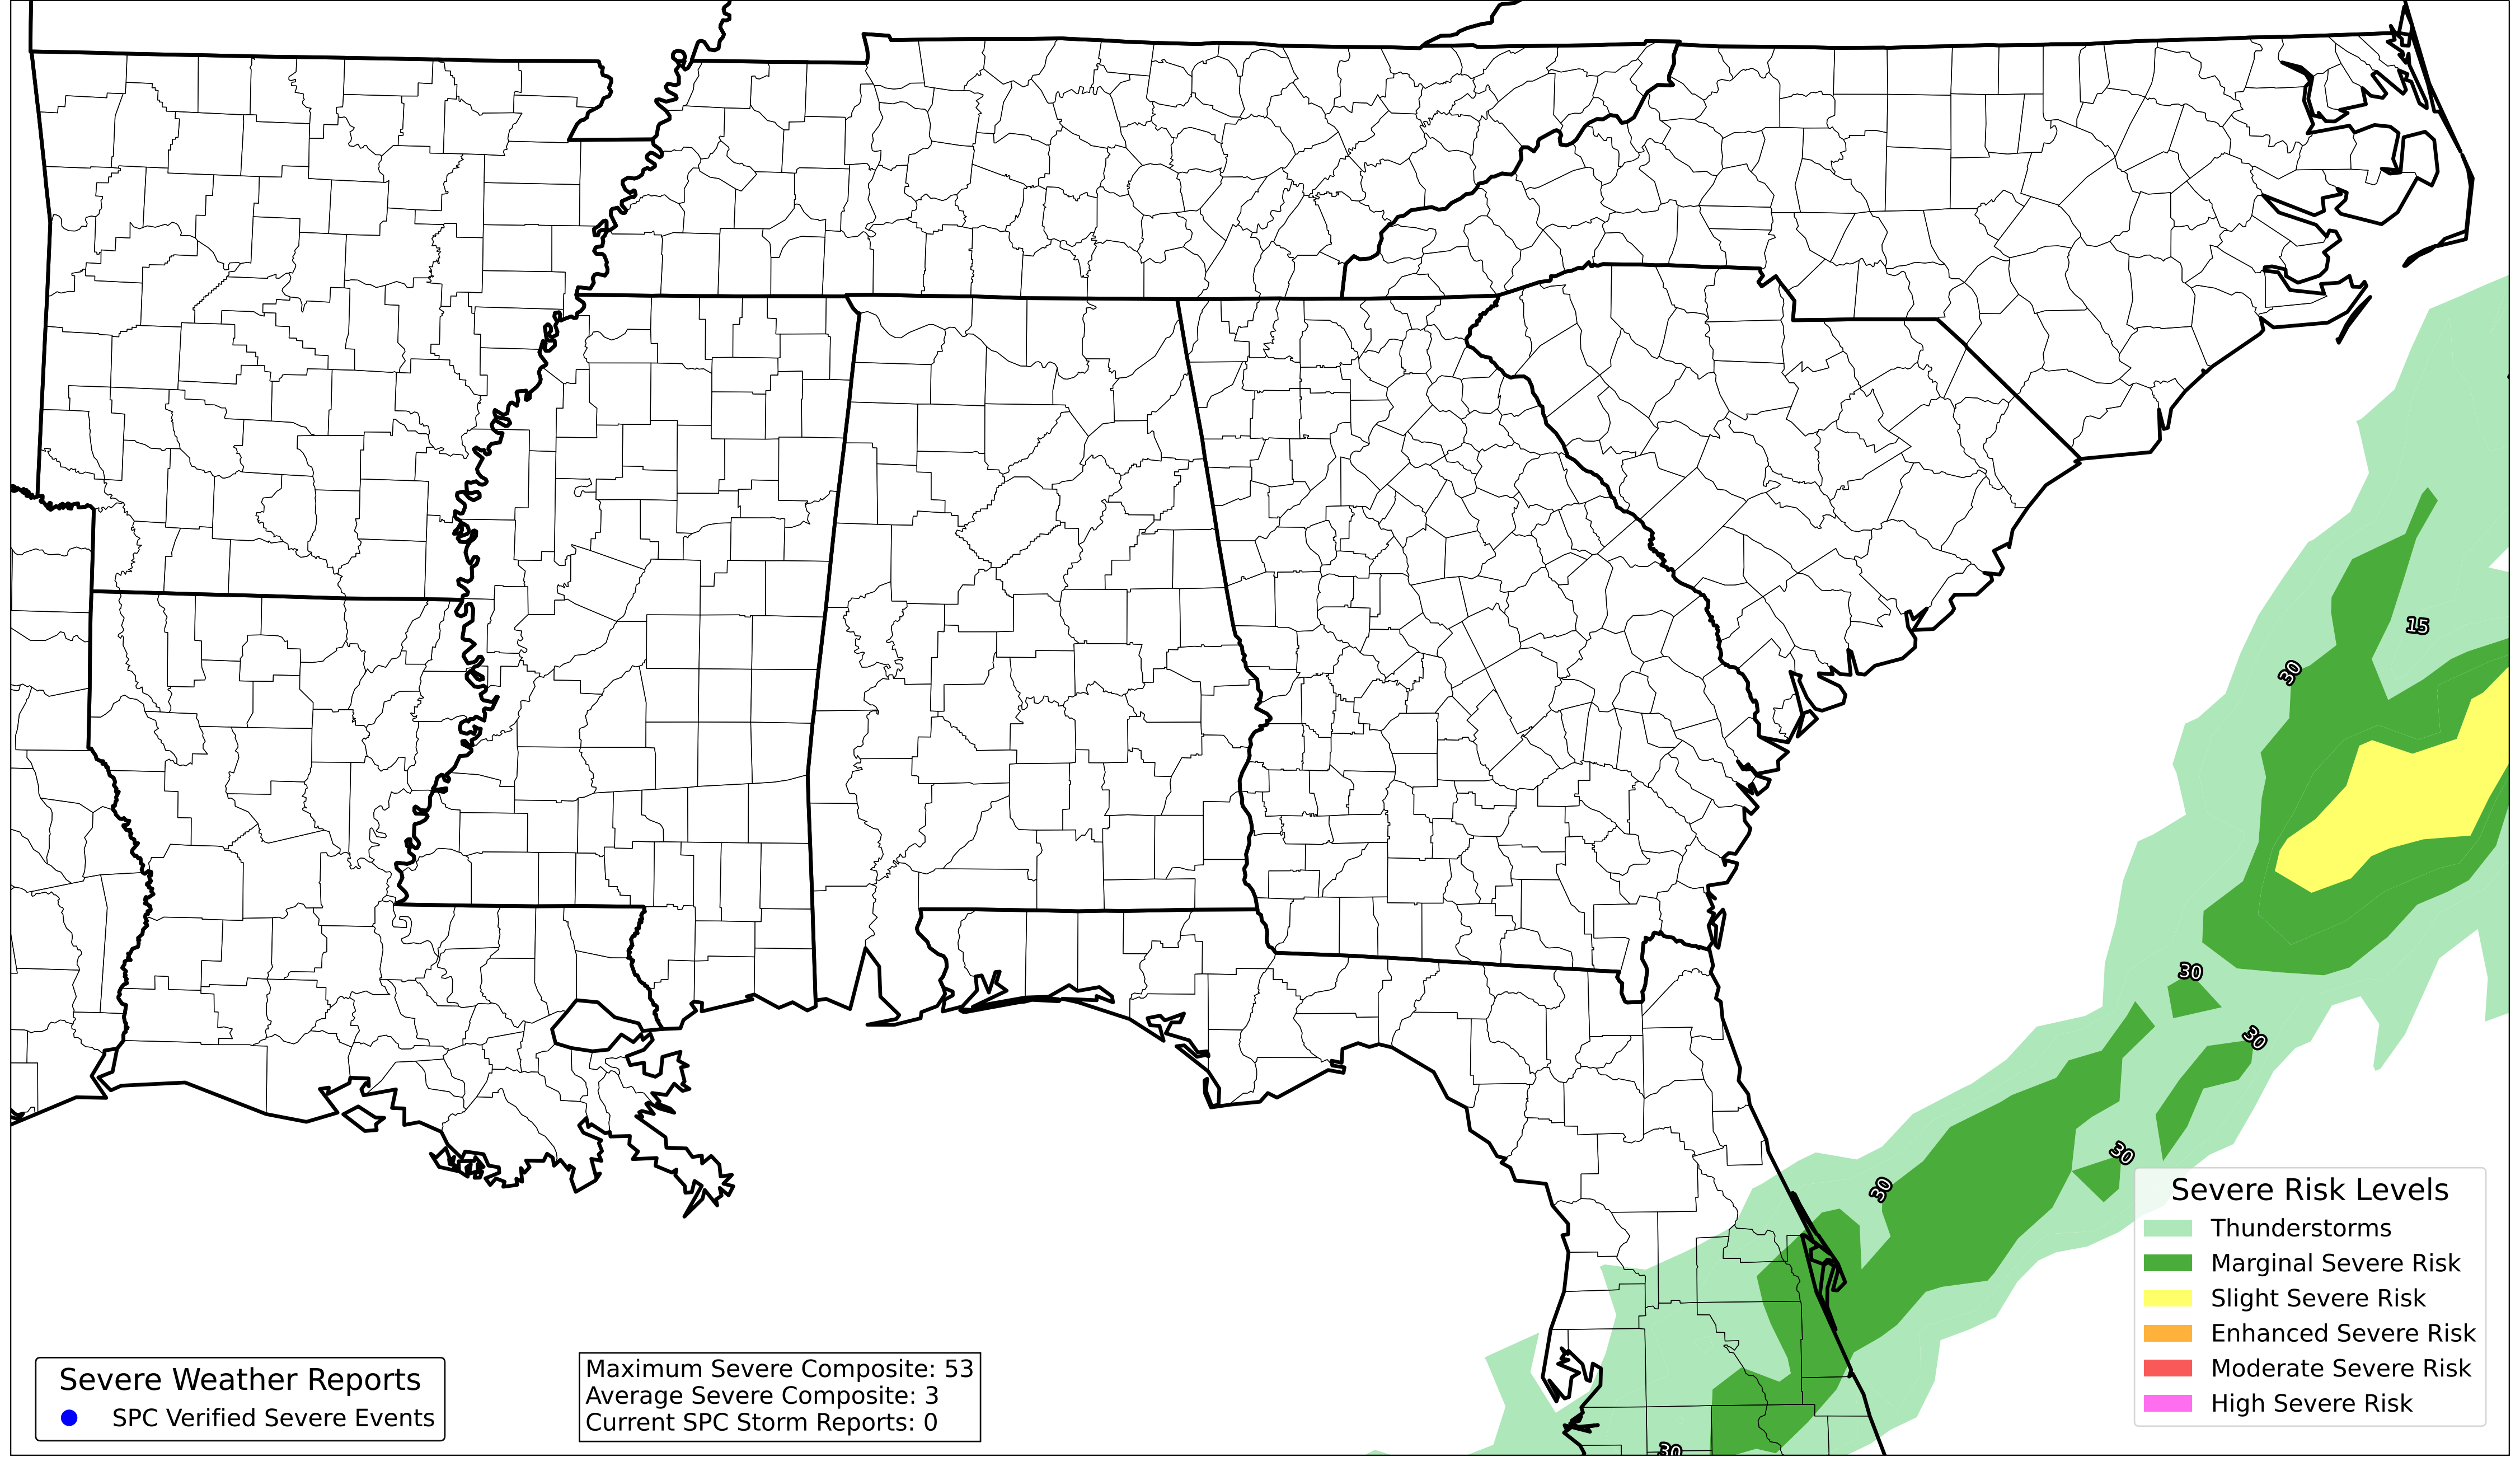 15
30
30
30
30
30
30
Severe Risk Levels
Thunderstorms
Marginal Severe Risk
Slight Severe Risk
Enhanced Severe Risk
Moderate Severe Risk
High Severe Risk
Severe Weather Reports
SPC Verified Severe Events
Maximum Severe Composite: 53
Average Severe Composite: 3
Current SPC Storm Reports: 0